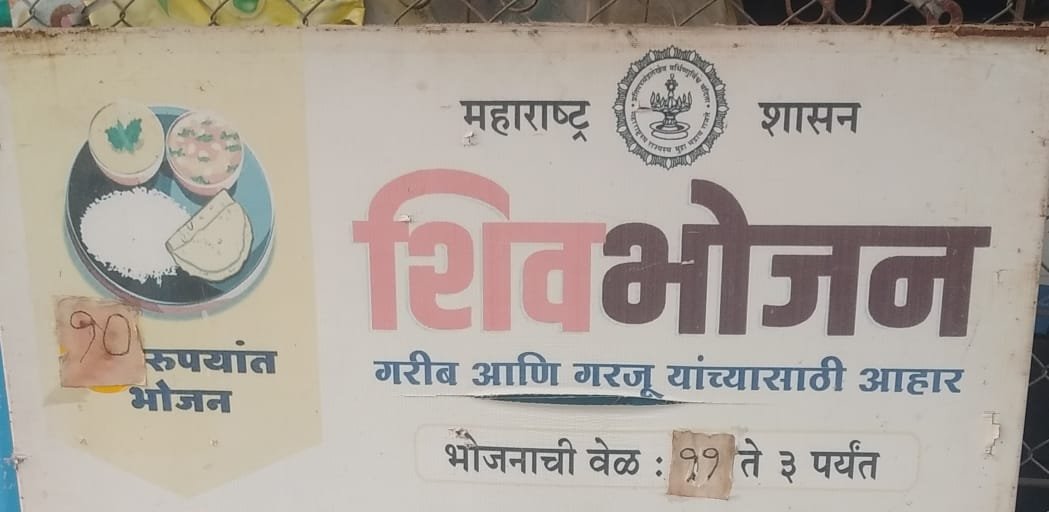 महाराष्ट्र शासन
शिवभोजन
गरीब आणि गरजू यांच्यासाठी आहार
भोजनाची वेळ : ११ ते ३ पर्यंत
१० रुपयांत
भोजन